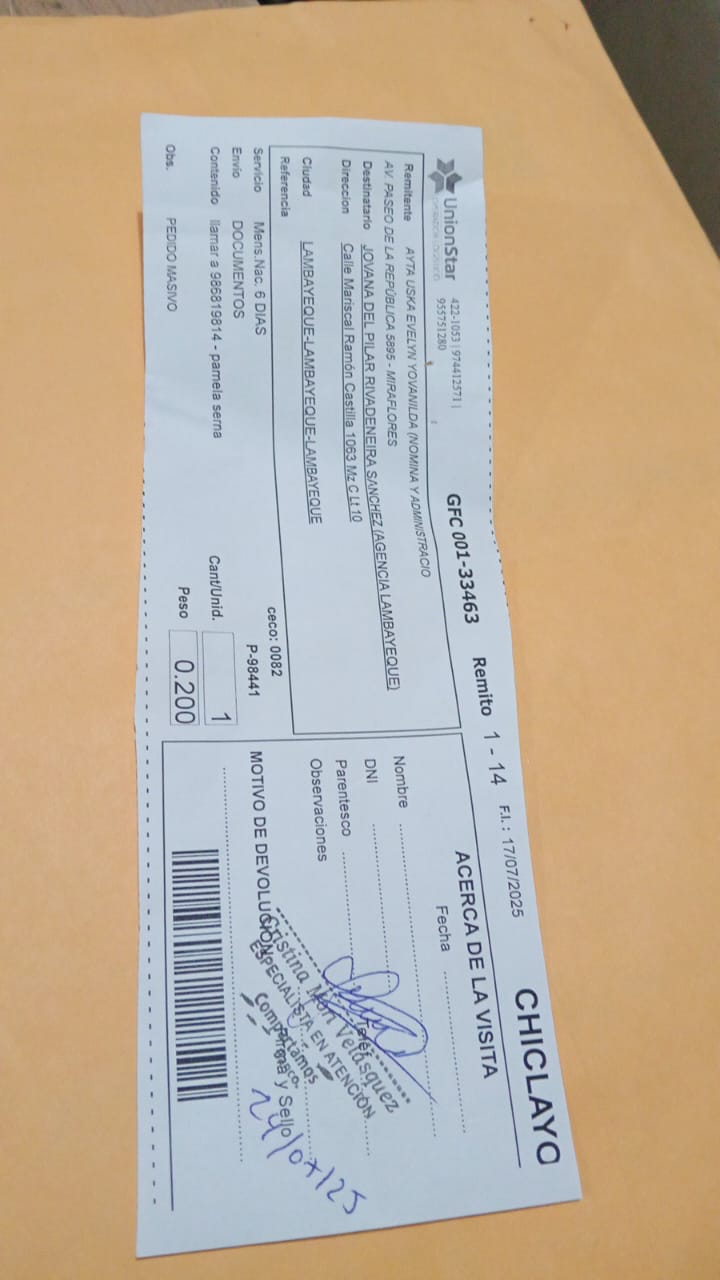 UnionStar
422-1053 | 974412571 |
955751280
GFC 001-33463
Remito 1 - 14
F.I.: 17/07/2025
CHICLAYO
Remitente AYTA USKA EVELYN YOVANILDA (NOMINA Y ADMINISTRACIO
AV. PASEO DE LA REPÚBLICA 5895 - MIRAFLORES
Destinatario JOVANA DEL PILAR RIVADENEIRA SANCHEZ (AGENCIA LAMBAYEQUE)
Direccion Calle Mariscal Ramón Castilla 1063 Mz C Lt 10
Ciudad LAMBAYEQUE-LAMBAYEQUE-LAMBAYEQUE
Referencia
Servicio Mens.Nac. 6 DIAS
ceco: 0082
Envio DOCUMENTOS
P-98441
Contenido llamar a 986819814 - pamela serna
Cant/Unid. 1
Obs. PEDIDO MASIVO
Peso 0.200
ACERCA DE LA VISITA
Fecha
Nombre
DNI
Telef.
Parentesco
Observaciones
Firma y Sello
MOTIVO DE DEVOLUCIÓN
Cristina Velásquez
ESPECIALISTA EN ATENCIÓN
Compartamos
24/07/25